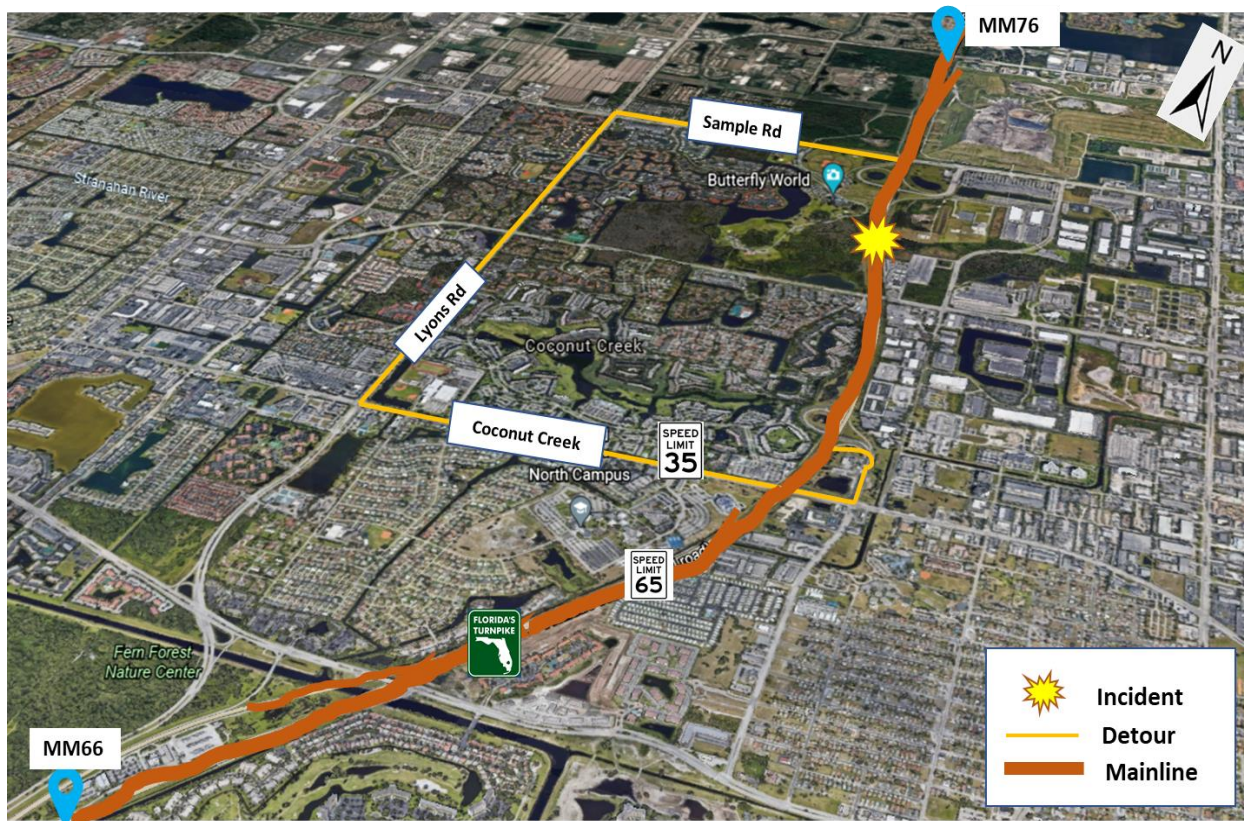 MM76
N
Sample Rd
Butterfly World
Stranahan River
Lyons Rd
Coconut Creek
Coconut Creek
SPEED
LIMIT
35
North Campus
SPEED
LIMIT
65
FLORIDA'S
TURNPIKE
Fern Forest
Nature Center
MM66
Incident
Detour
Mainline